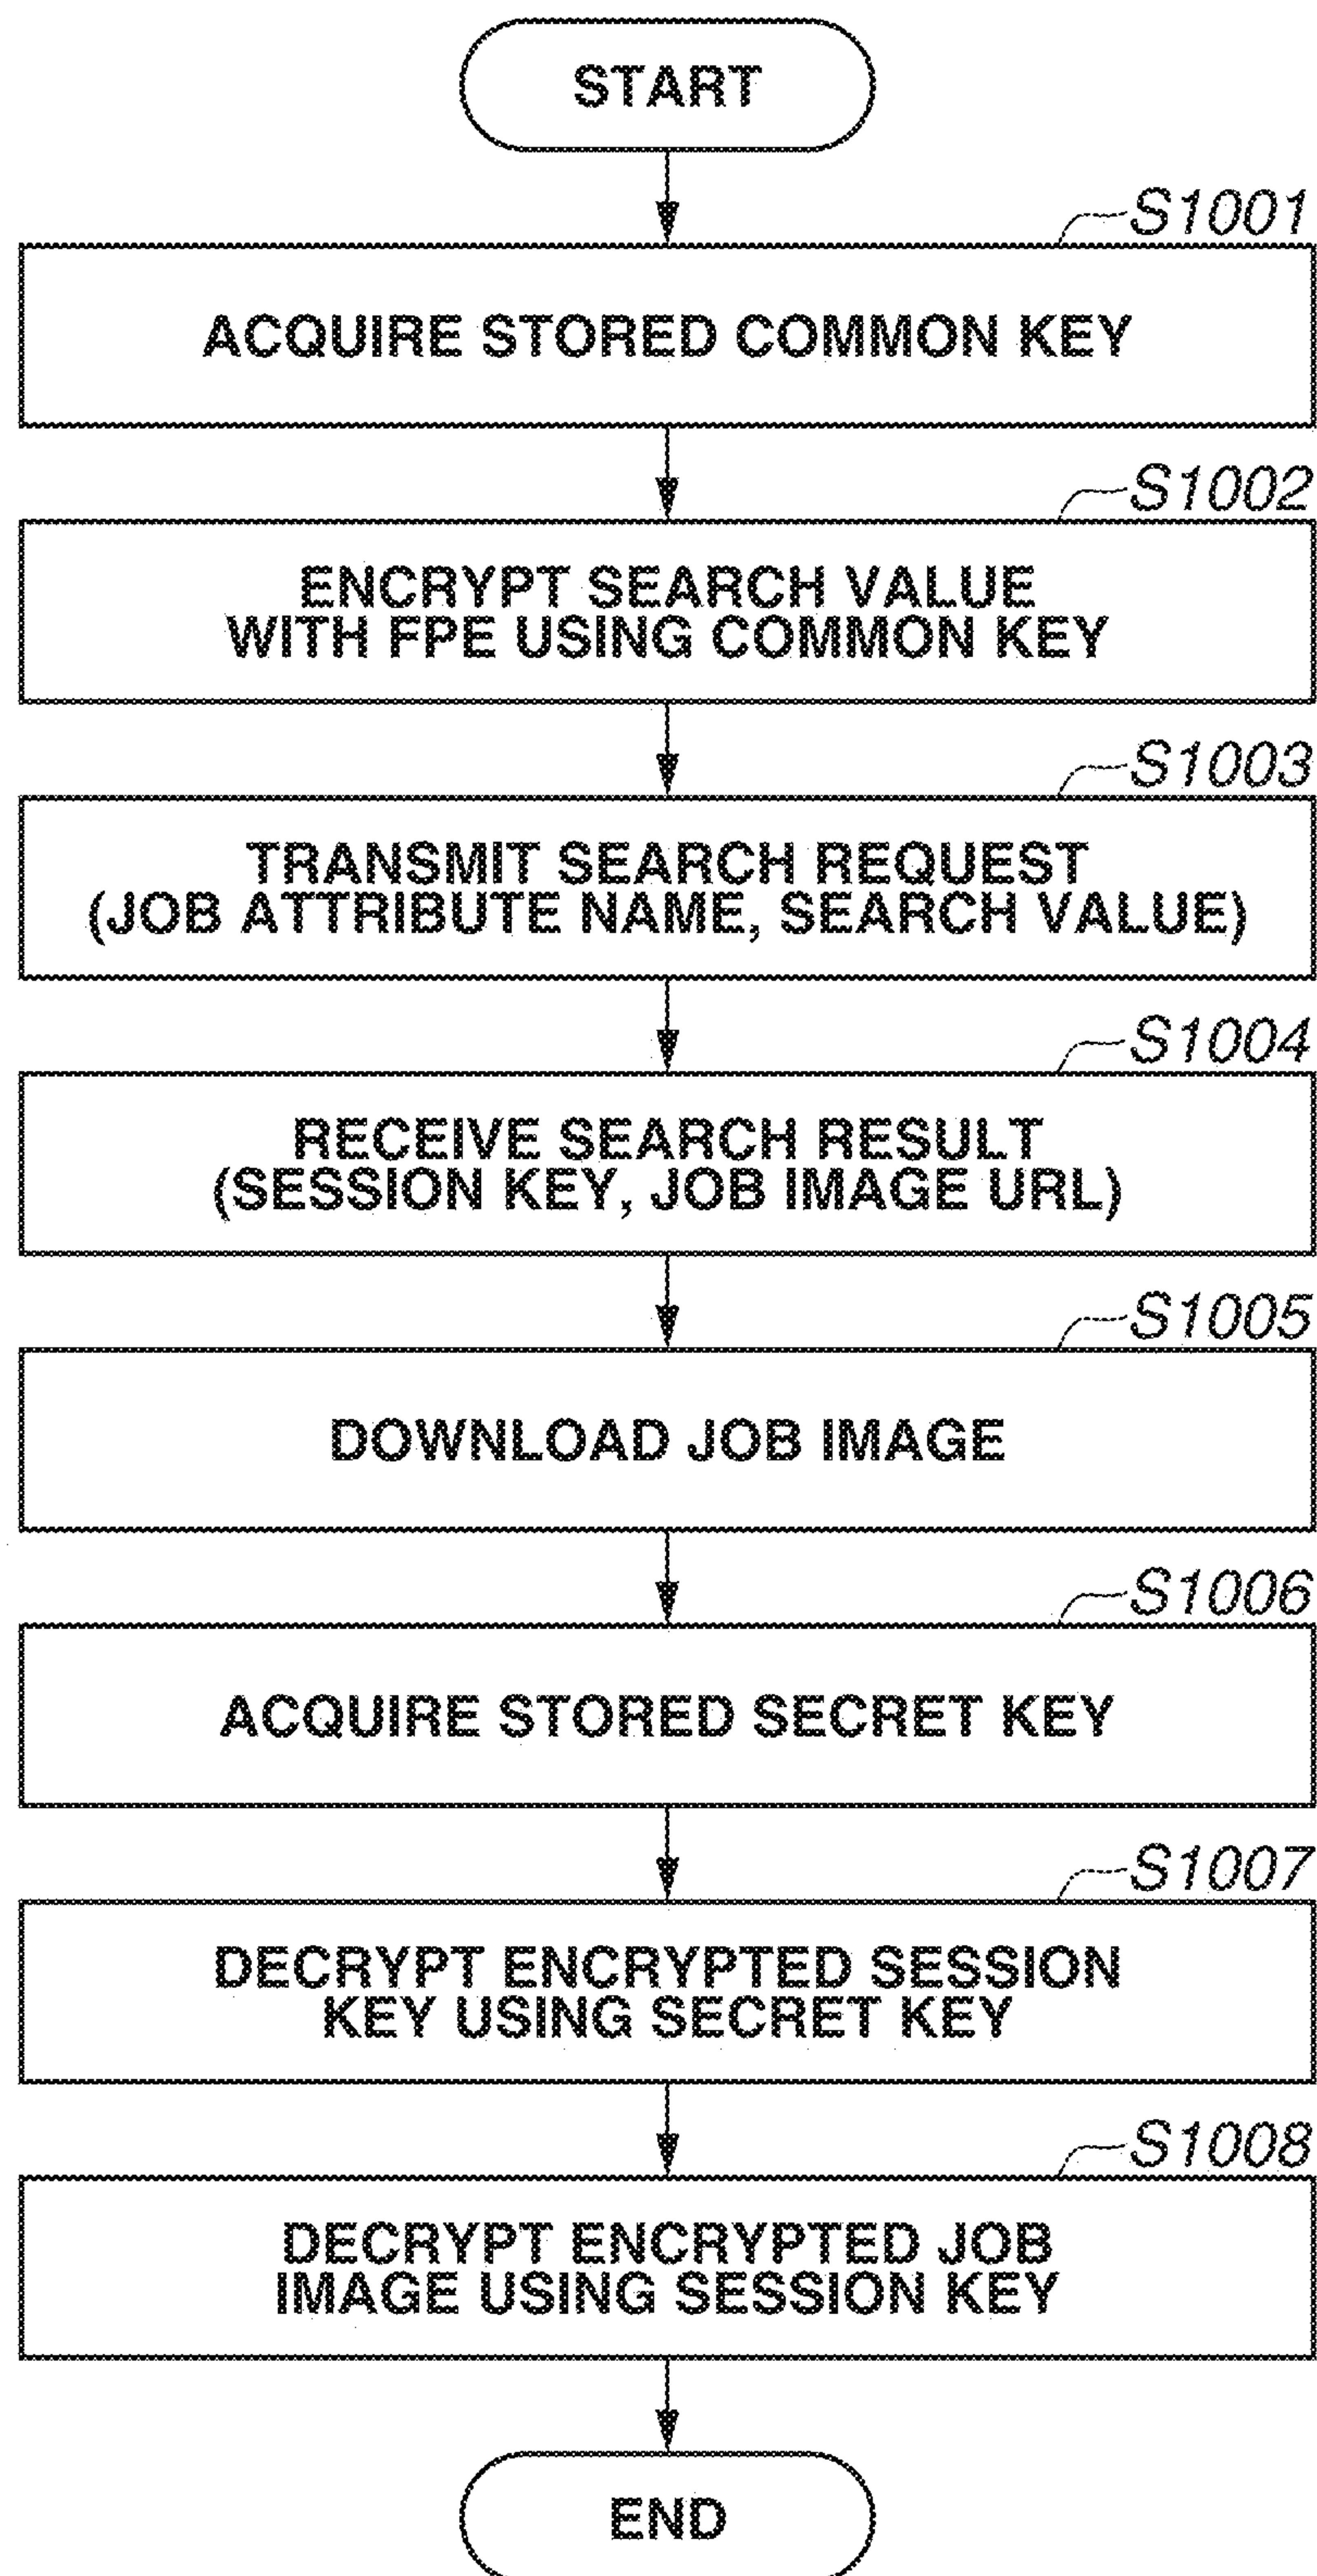 START
S1001
ACQUIRE STORED COMMON KEY
S1002
ENCRYPT SEARCH VALUE
WITH FPE USING COMMON KEY
S1003
TRANSMIT SEARCH REQUEST
(JOB ATTRIBUTE NAME, SEARCH VALUE)
S1004
RECEIVE SEARCH RESULT
(SESSION KEY, JOB IMAGE URL)
S1005
DOWNLOAD JOB IMAGE
S1006
ACQUIRE STORED SECRET KEY
S1007
DECRYPT ENCRYPTED SESSION
KEY USING SECRET KEY
S1008
DECRYPT ENCRYPTED JOB
IMAGE USING SESSION KEY
END